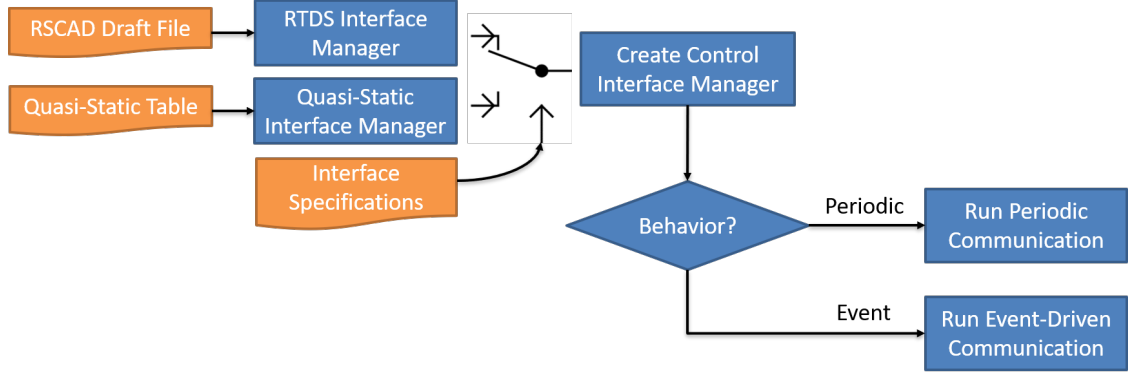 RSCAD Draft File
RTDS Interface
Manager
Create Control
Interface Manager
Quasi-Static Table
Quasi-Static
Interface Manager
Interface
Specifications
Behavior?
Periodic
Run Periodic
Communication
Event
Run Event-Driven
Communication